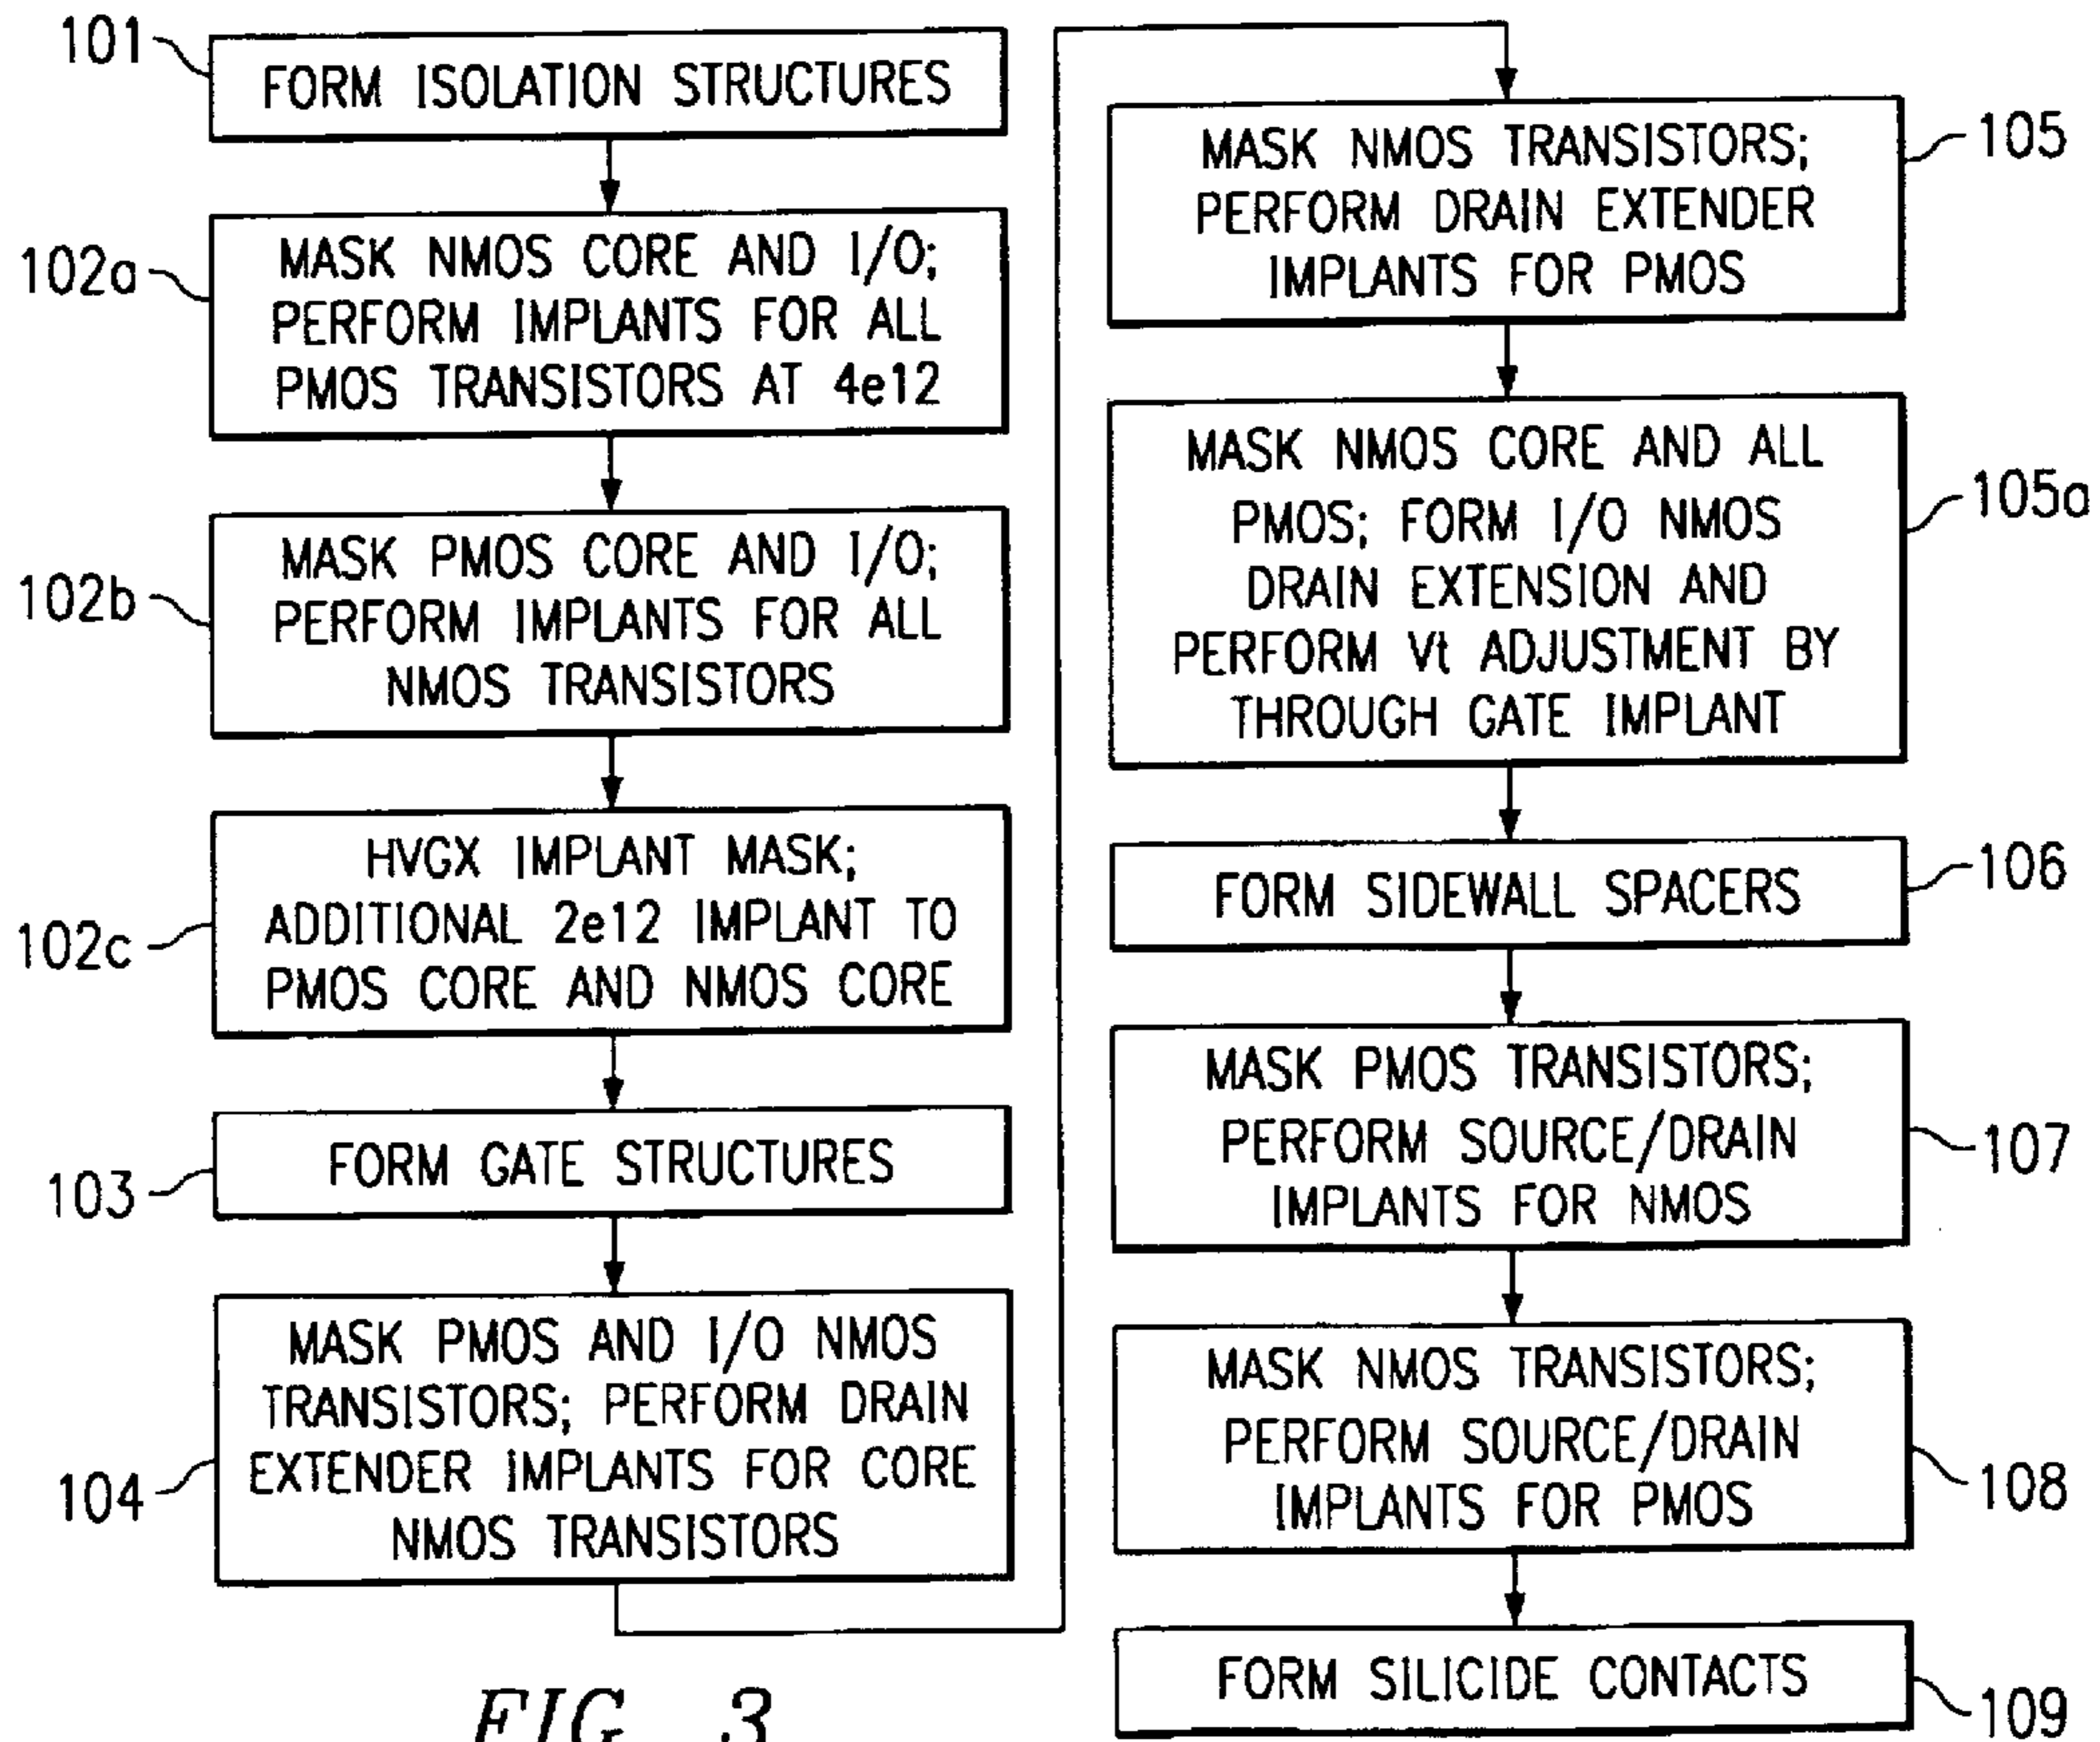 101
FORM ISOLATION STRUCTURES
102a
MASK NMOS CORE AND I/O;
PERFORM IMPLANTS FOR ALL
PMOS TRANSISTORS AT 4e12
102b
MASK PMOS CORE AND I/O;
PERFORM IMPLANTS FOR ALL
NMOS TRANSISTORS
102c
HVGX IMPLANT MASK;
ADDITIONAL 2e12 IMPLANT TO
PMOS CORE AND NMOS CORE
103
FORM GATE STRUCTURES
104
MASK PMOS AND I/O NMOS
TRANSISTORS; PERFORM DRAIN
EXTENDER IMPLANTS FOR CORE
NMOS TRANSISTORS
105
MASK NMOS TRANSISTORS;
PERFORM DRAIN EXTENDER
IMPLANTS FOR PMOS
105a
MASK NMOS CORE AND ALL
PMOS; FORM I/O NMOS
DRAIN EXTENSION AND
PERFORM Vt ADJUSTMENT BY
THROUGH GATE IMPLANT
106
FORM SIDEWALL SPACERS
107
MASK PMOS TRANSISTORS;
PERFORM SOURCE/DRAIN
IMPLANTS FOR NMOS
108
MASK NMOS TRANSISTORS;
PERFORM SOURCE/DRAIN
IMPLANTS FOR PMOS
109
FORM SILICIDE CONTACTS
FIG. 3